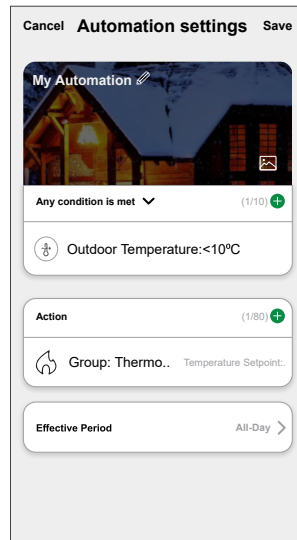 Cancel Automation settings Save
My Automation
Any condition is met (1/10)
Outdoor Temperature:<10ºC
Action (1/80)
Group: Thermo.. Temperature Setpoint:.
Effective Period All-Day